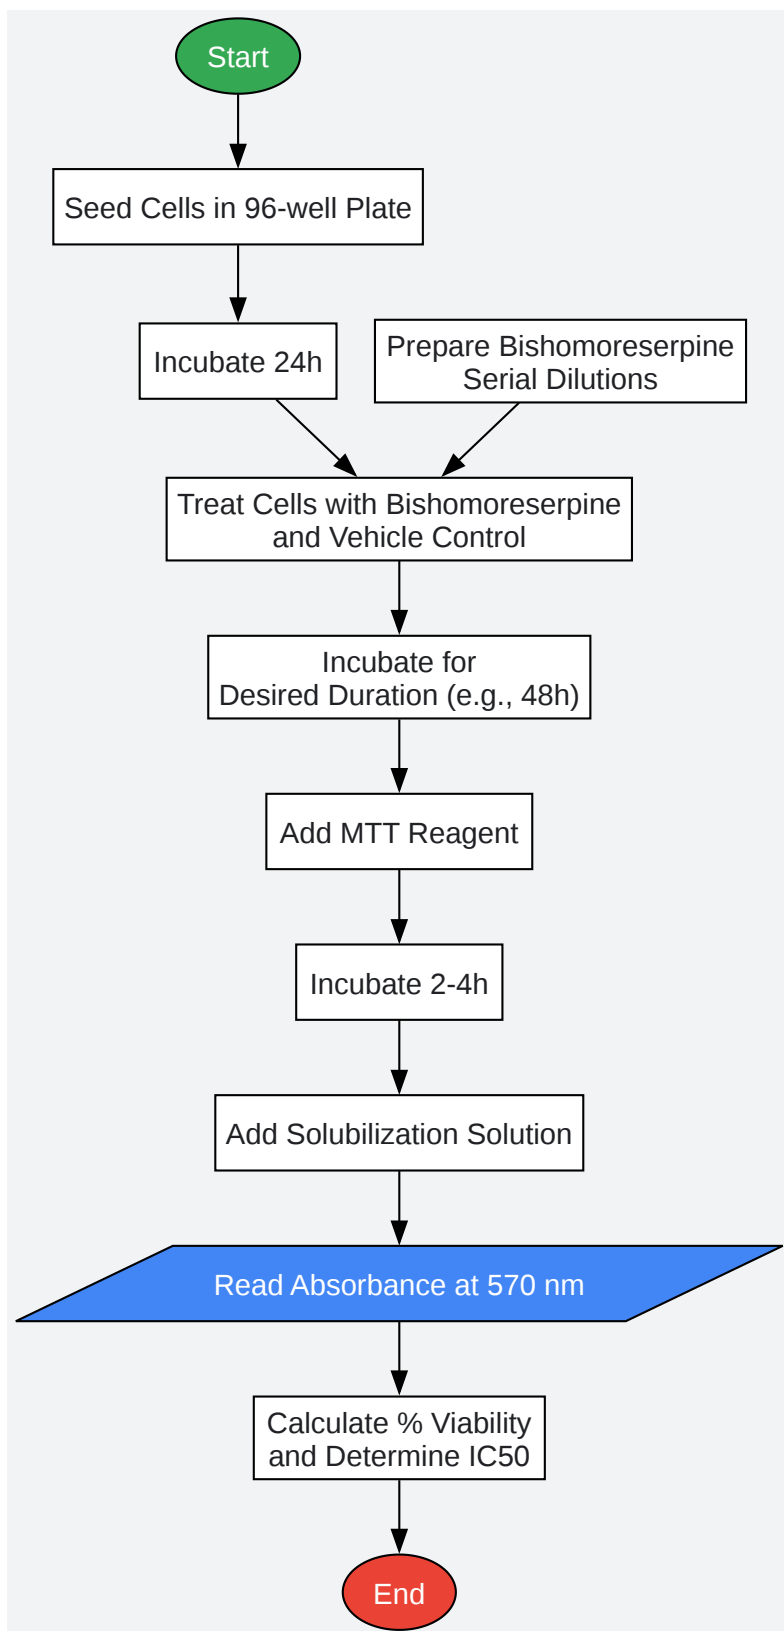 Start
Seed Cells in 96-well Plate
Incubate 24h
Prepare Bishomoreserpine
Serial Dilutions
Treat Cells with Bishomoreserpine
and Vehicle Control
Incubate for
Desired Duration (e.g., 48h)
Add MTT Reagent
Incubate 2-4h
Add Solubilization Solution
Read Absorbance at 570 nm
Calculate % Viability
and Determine IC50
End